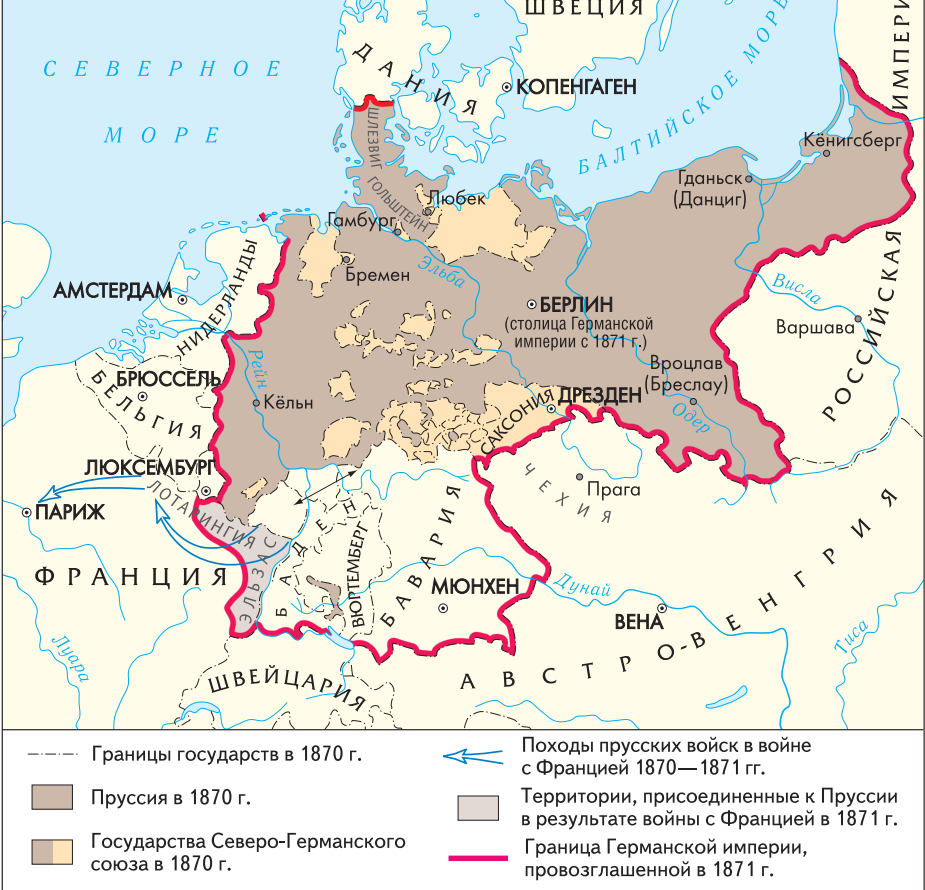 ШВЕЦИЯ
СЕВЕРНОЕ
МОРЕ
ДАНИЯ
КОПЕНГАГЕН
БАЛТИЙСКОЕ МОРЕ
РОССИЙСКАЯ ИМПЕРИ
ШЛЕЗВИГ
ГОЛЬШТЕЙН
Кёнигсберг
Гданьск
(Данциг)
Любек
Гамбург
Бремен
Эльба
НИДЕРЛАНДЫ
АМСТЕРДАМ
БЕРЛИН
(столица Германской
империи с 1871 г.)
Висла
Варшава
Вроцлав
(Бреслау)
Одер
БРЮССЕЛЬ
БЕЛЬГИЯ
Рейн
Кёльн
САКСОНИЯ
ДРЕЗДЕН
ЛЮКСЕМБУРГ
ЛОТАРИНГИЯ
ПАРИЖ
ФРАНЦИЯ
ЭЛЬЗАС
БАДЕН
ВЮРТЕМБЕРГ
БАВАРИЯ
МЮНХЕН
ЧЕХИЯ
Прага
Дунай
ВЕНА
АВСТРО-ВЕНГРИЯ
Тиса
Луара
ШВЕЙЦАРИЯ
Границы государств в 1870 г.
Пруссия в 1870 г.
Государства Северо-Германского
союза в 1870 г.
Походы прусских войск в войне
с Францией 1870—1871 гг.
Территории, присоединенные к Пруссии
в результате войны с Францией в 1871 г.
Граница Германской империи,
провозглашенной в 1871 г.